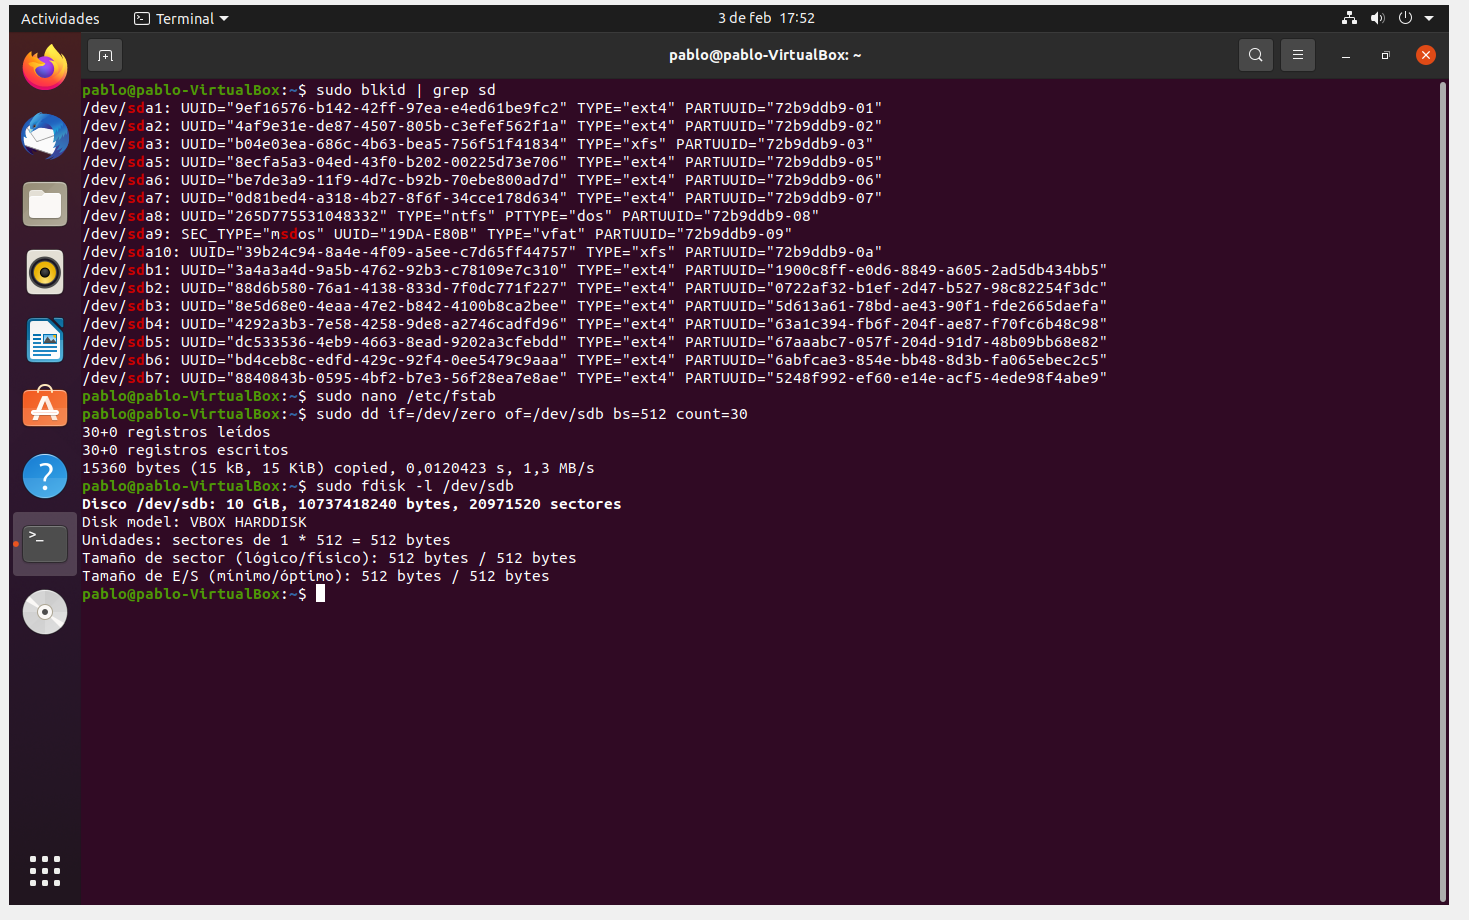 Actividades Terminal 3 de feb 17:52
pablo@pablo-VirtualBox: ~
pablo@pablo-VirtualBox:~$ sudo blkid | grep sd
/dev/sda1: UUID="9ef16576-b142-42ff-97ea-e4ed61be9fc2" TYPE="ext4" PARTUUID="72b9ddb9-01"
/dev/sda2: UUID="4af9e31e-de87-4507-805b-c3efef562f1a" TYPE="ext4" PARTUUID="72b9ddb9-02"
/dev/sda3: UUID="b04e03ea-686c-4b63-bea5-756f51f41834" TYPE="xfs" PARTUUID="72b9ddb9-03"
/dev/sda5: UUID="8ecfa5a3-04ed-43f0-b202-00225d73e706" TYPE="ext4" PARTUUID="72b9ddb9-05"
/dev/sda6: UUID="be7de3a9-11f9-4d7c-b92b-70ebe800ad7d" TYPE="ext4" PARTUUID="72b9ddb9-06"
/dev/sda7: UUID="0d81bed4-a318-4b27-8f6f-34cce178d634" TYPE="ext4" PARTUUID="72b9ddb9-07"
/dev/sda8: UUID="265D775531048332" TYPE="ntfs" PTTYPE="dos" PARTUUID="72b9ddb9-08"
/dev/sda9: SEC_TYPE="msdos" UUID="19DA-E80B" TYPE="vfat" PARTUUID="72b9ddb9-09"
/dev/sda10: UUID="39b24c94-8a4e-4f09-a5ee-c7d65ff44757" TYPE="xfs" PARTUUID="72b9ddb9-0a"
/dev/sdb1: UUID="3a4a3a4d-9a5b-4762-92b3-c78109e7c310" TYPE="ext4" PARTUUID="1900c8ff-e0d6-8849-a605-2ad5db434bb5"
/dev/sdb2: UUID="88d6b580-76a1-4138-833d-7f0dc771f227" TYPE="ext4" PARTUUID="0722af32-b1ef-2d47-b527-98c82254f3dc"
/dev/sdb3: UUID="8e5d68e0-4eaa-47e2-b842-4100b8ca2bee" TYPE="ext4" PARTUUID="5d613a61-78bd-ae43-90f1-fde2665daefa"
/dev/sdb4: UUID="4292a3b3-7e58-4258-9de8-a2746cadfd96" TYPE="ext4" PARTUUID="63a1c394-fb6f-204f-ae87-f70fc6b48c98"
/dev/sdb5: UUID="dc533536-4eb9-4663-8ead-9202a3cfebdd" TYPE="ext4" PARTUUID="67aaabc7-057f-204d-91d7-48b09bb68e82"
/dev/sdb6: UUID="bd4ceb8c-edfd-429c-92f4-0ee5479c9aaa" TYPE="ext4" PARTUUID="6abfcae3-854e-bb48-8d3b-fa065ebec2c5"
/dev/sdb7: UUID="8840843b-0595-4bf2-b7e3-56f28ea7e8ae" TYPE="ext4" PARTUUID="5248f992-ef60-e14e-acf5-4ede98f4abe9"
pablo@pablo-VirtualBox:~$ sudo nano /etc/fstab
pablo@pablo-VirtualBox:~$ sudo dd if=/dev/zero of=/dev/sdb bs=512 count=30
30+0 registros leídos
30+0 registros escritos
15360 bytes (15 kB, 15 KiB) copied, 0,0120423 s, 1,3 MB/s
pablo@pablo-VirtualBox:~$ sudo fdisk -l /dev/sdb
Disco /dev/sdb: 10 GiB, 10737418240 bytes, 20971520 sectores
Disk model: VBOX HARDDISK
Unidades: sectores de 1 * 512 = 512 bytes
Tamaño de sector (lógico/físico): 512 bytes / 512 bytes
Tamaño de E/S (mínimo/óptimo): 512 bytes / 512 bytes
pablo@pablo-VirtualBox:~$